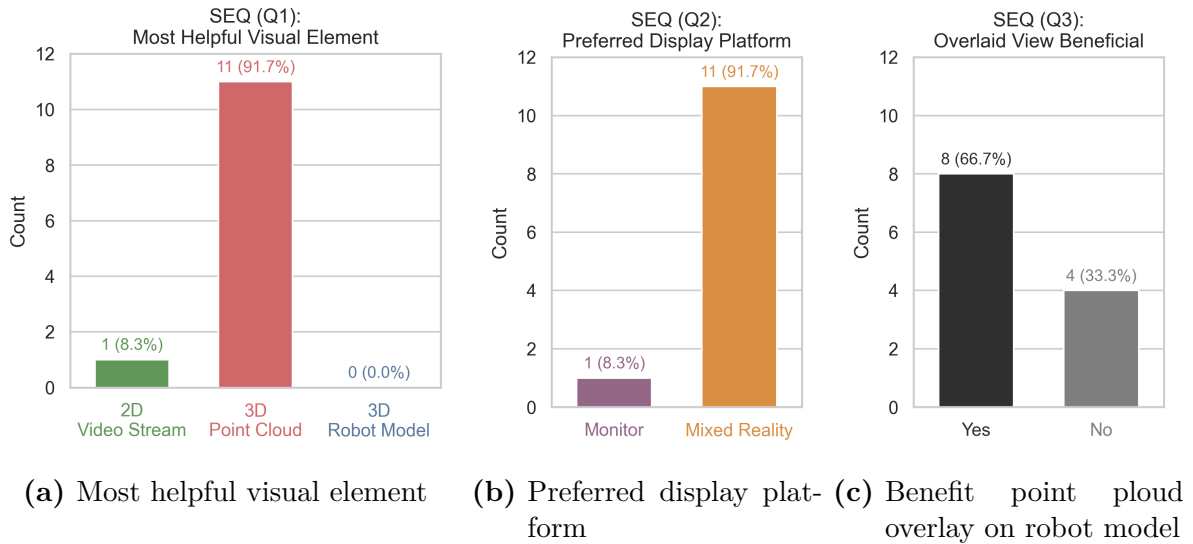 SEQ (Q1):
Most Helpful Visual Element
12
10
8
6
4
2
0
Count
1 (8.3%)
11 (91.7%)
0 (0.0%)
2D
Video Stream
3D
Point Cloud
3D
Robot Model
(a) Most helpful visual element
SEQ (Q2):
Preferred Display Platform
12
10
8
6
4
2
0
Count
1 (8.3%)
11 (91.7%)
Monitor
Mixed Reality
(b) Preferred display plat-
form
SEQ (Q3):
Overlaid View Beneficial
12
10
8
6
4
2
0
Count
8 (66.7%)
4 (33.3%)
Yes
No
(c) Benefit point ploud
overlay on robot model